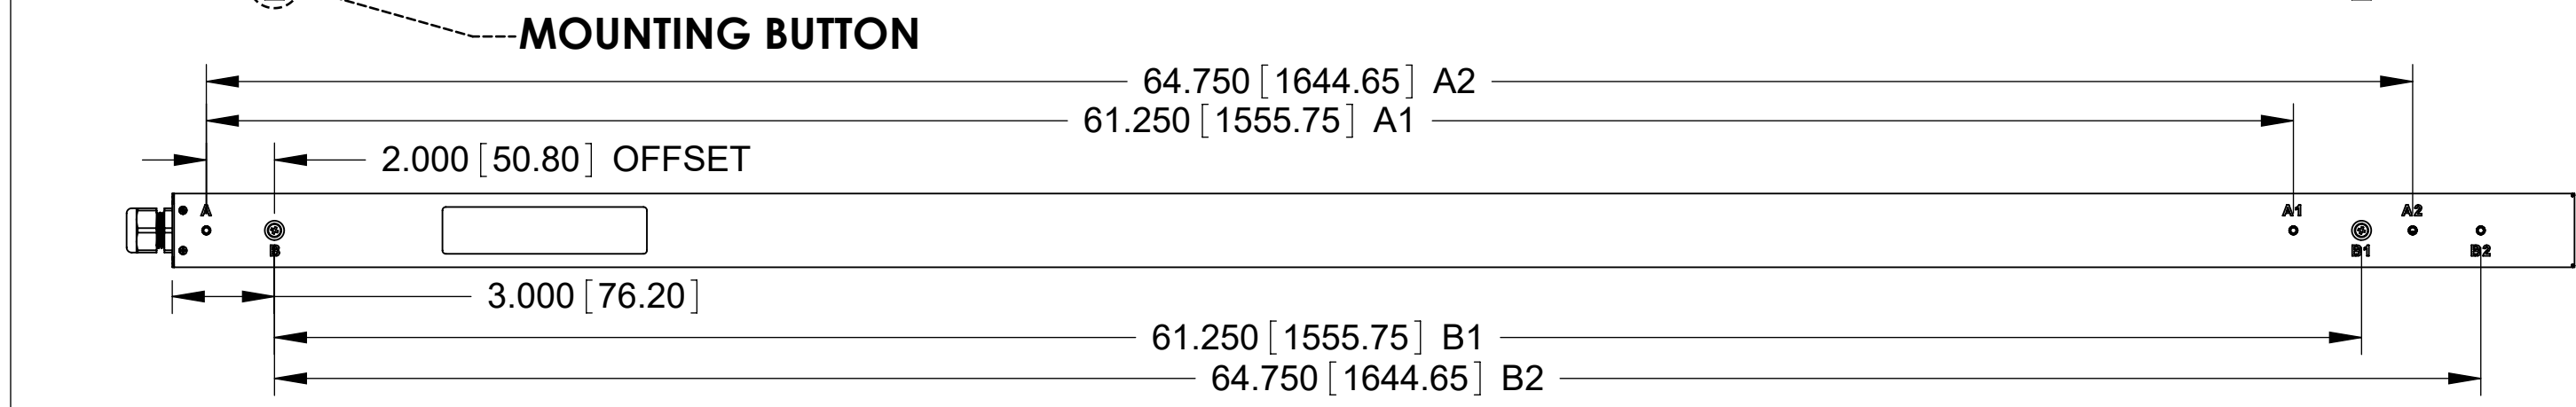 MOUNTING BUTTON
64.750 [1644.65] A2
61.250 [1555.75] A1
2.000 [50.80] OFFSET
A
A1
A2
B
B1
B2
3.000 [76.20]
61.250 [1555.75] B1
64.750 [1644.65] B2